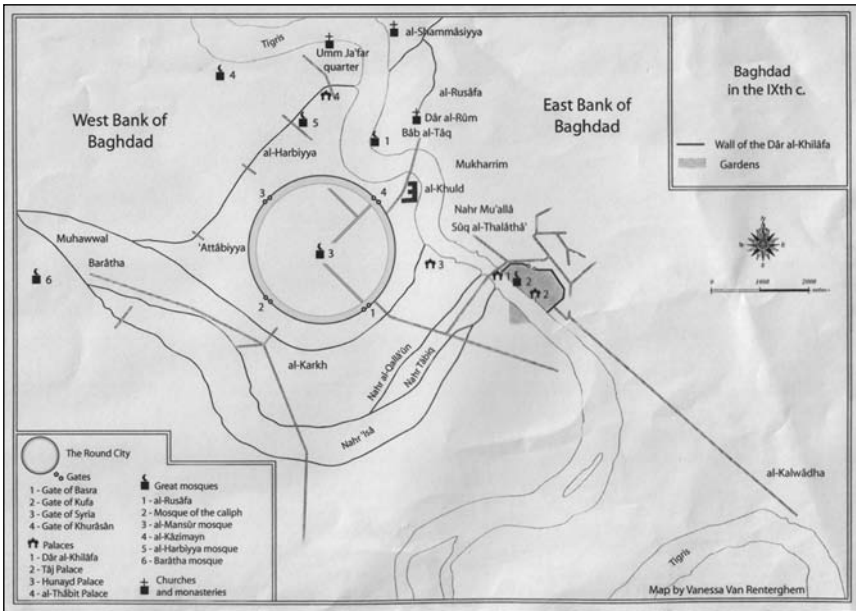 Tigris
Umm Ja'far
quarter
al-Shammâsiyya
4
4
5
al-Rusâfa
Dâr al-Rûm
Bâb al-Tâq
1
West Bank of
Baghdad
East Bank of
Baghdad
Baghdad
in the IXth c.
Wall of the Dâr al-Khilâfa
Gardens
al-Harbiyya
Mukharrim
al-Khuld
3
4
Nahr Mu'allâ
Sûq al-Thalâthâ'
'Attâbiyya
Muhawwal
Barâtha
6
3
3
1
2
2
2
1
al-Karkh
Nahr al-Qallâ'ûn
Nahr Tâbiq
Nahr 'Isâ
0
1000
2000
al-Kalwâdha
Tigris
Map by Vanessa Van Renterghem
The Round City
Gates
1 - Gate of Basra
2 - Gate of Kufa
3 - Gate of Syria
4 - Gate of Khurâsân
Palaces
1 - Dâr al-Khilâfa
2 - Tâj Palace
3 - Hunayd Palace
4 - al-Thâbit Palace
Great mosques
1 - al-Rusâfa
2 - Mosque of the caliph
3 - al-Mansûr mosque
4 - al-Kâzimayn
5 - al-Harbiyya mosque
6 - Barâtha mosque
Churches
and monasteries